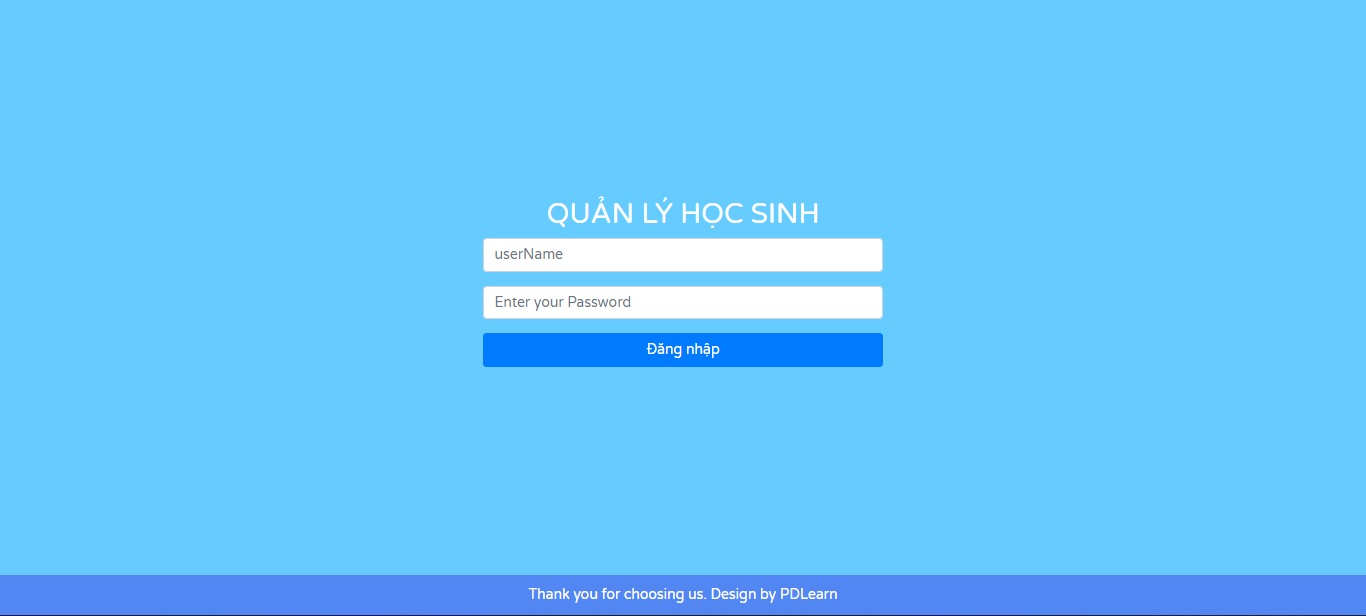 QUẢN LÝ HỌC SINH
userName
Enter your Password
Đăng nhập
Thank you for choosing us. Design by PDLearn